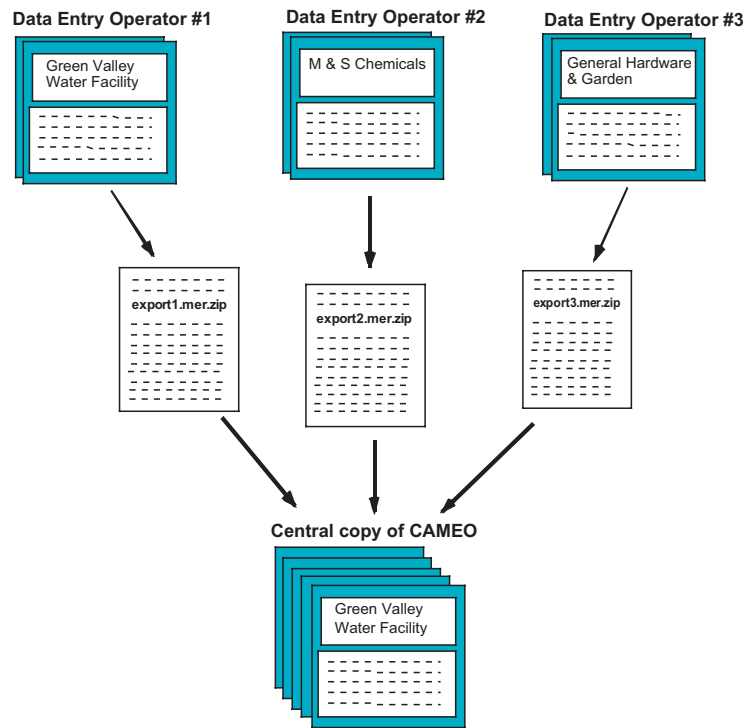 Data Entry Operator #1
Data Entry Operator #2
Data Entry Operator #3
Green Valley
Water Facility
M & S Chemicals
General Hardware
& Garden
export1.mer.zip
export2.mer.zip
export3.mer.zip
Central copy of CAMEO
Green Valley
Water Facility